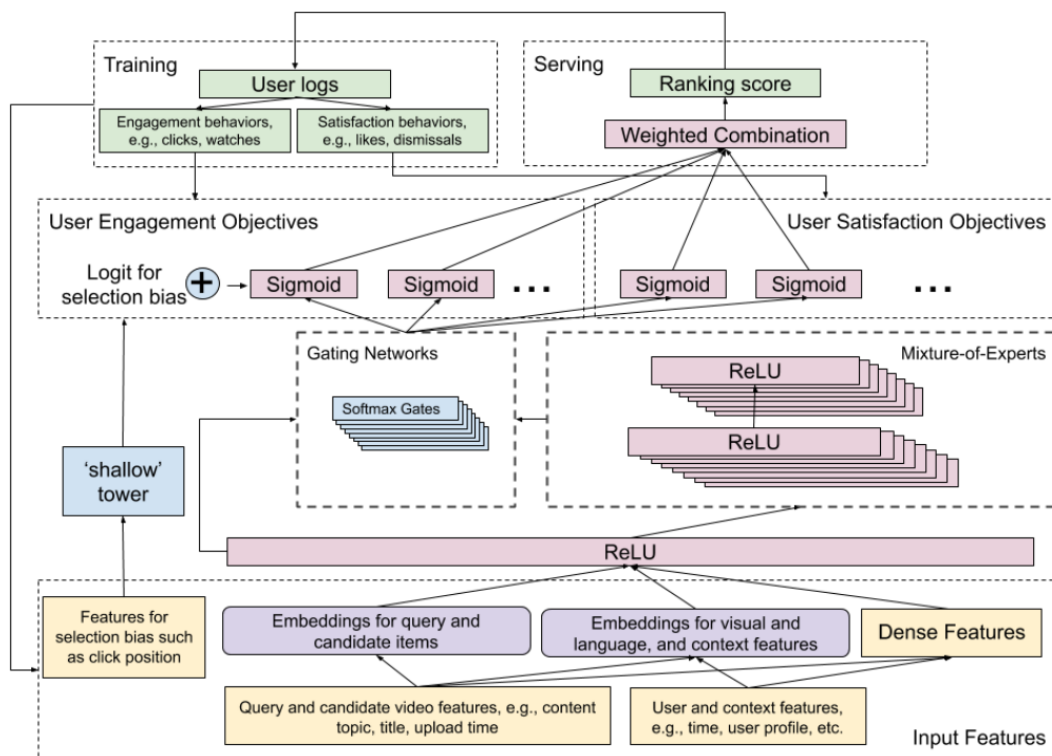 Training
User logs
Engagement behaviors,
e.g., clicks, watches
Satisfaction behaviors,
e.g., likes, dismissals
Serving
Ranking score
Weighted Combination
User Engagement Objectives
Logit for
selection bias
+
Sigmoid
Sigmoid
...
User Satisfaction Objectives
Sigmoid
Sigmoid
...
Gating Networks
Softmax Gates
Mixture-of-Experts
ReLU
ReLU
'shallow'
tower
ReLU
Features for
selection bias such
as click position
Embeddings for query and
candidate items
Embeddings for visual and
language, and context features
Dense Features
Query and candidate video features, e.g., content
topic, title, upload time
User and context features,
e.g., time, user profile, etc.
Input Features